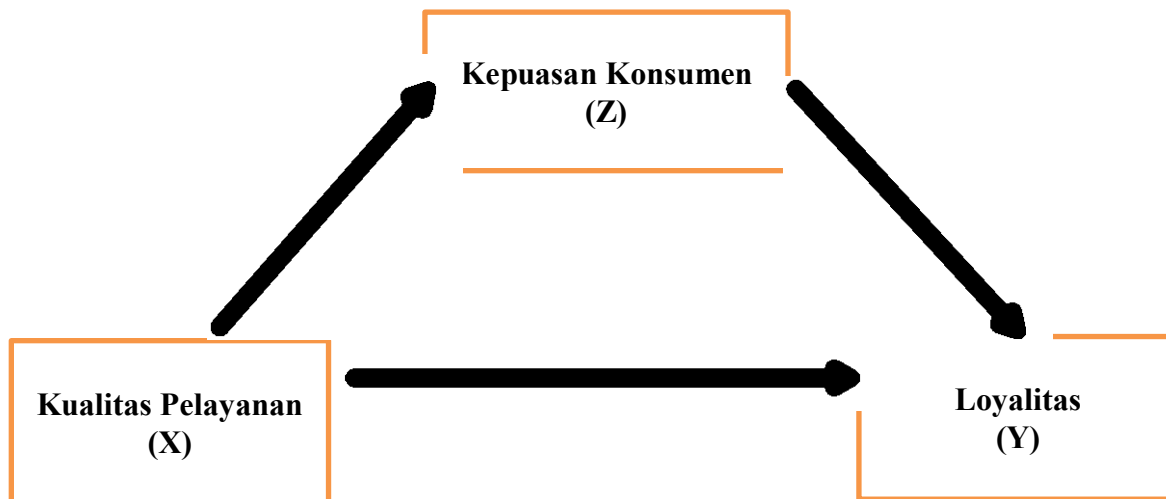 Kepuasan Konsumen
(Z)
Kualitas Pelayanan
(X)
Loyalitas
(Y)